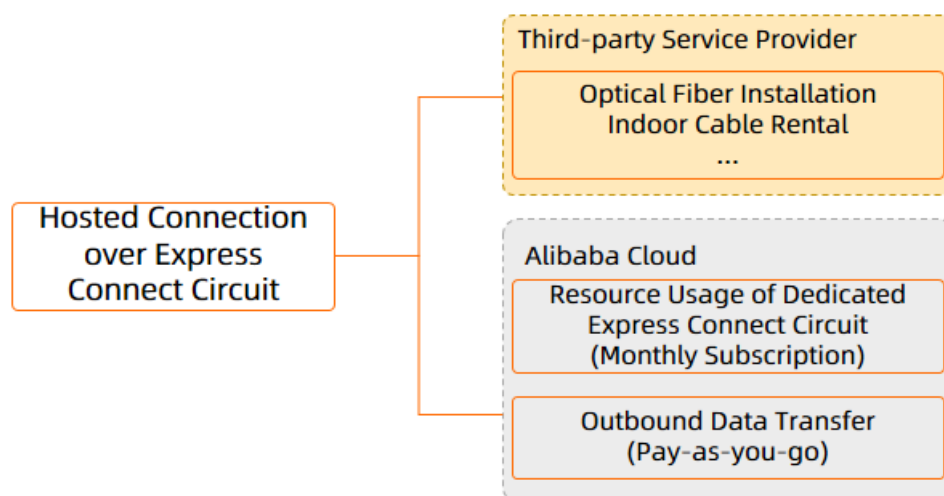 Third-party Service Provider
Optical Fiber Installation
Indoor Cable Rental
...
Hosted Connection
over Express
Connect Circuit
Alibaba Cloud
Resource Usage of Dedicated
Express Connect Circuit
(Monthly Subscription)
Outbound Data Transfer
(Pay-as-you-go)